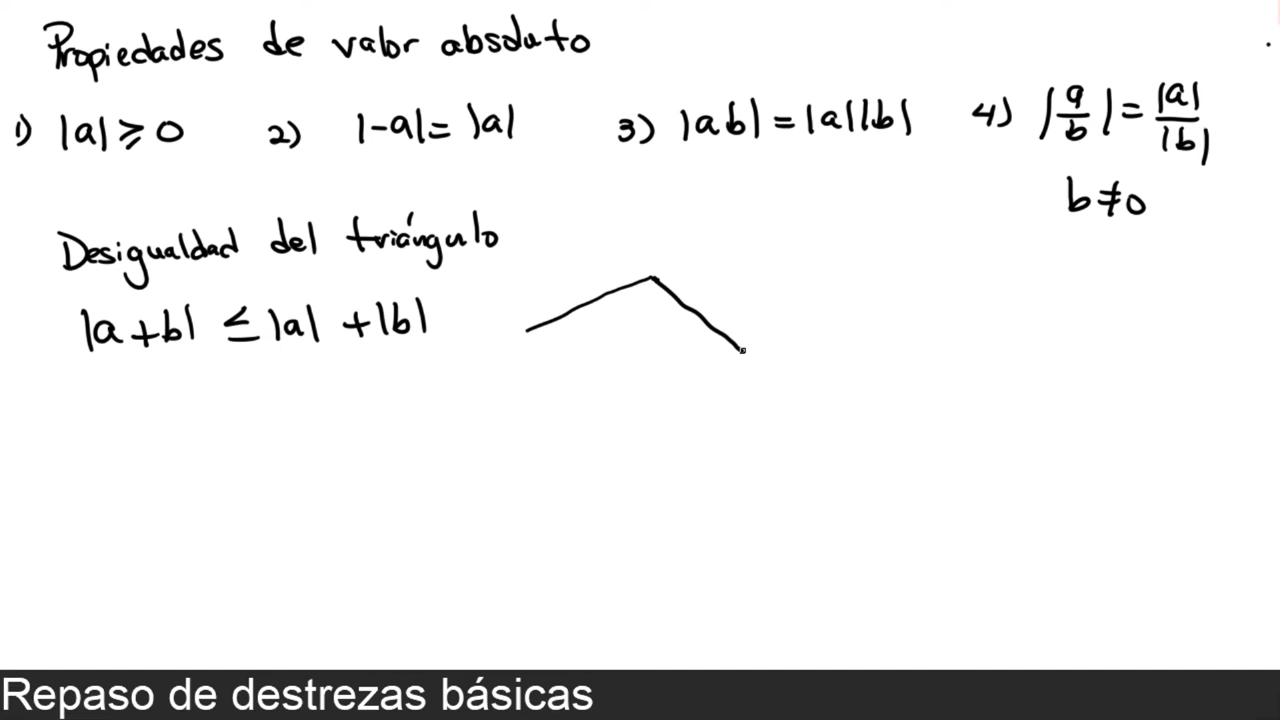 Propiedades de valor absoluto
1) |a| ≥ 0 2) |-a| = |a| 3) |ab| = |a||b| 4) |a/b| = |a|/|b|
b ≠ 0
Desigualdad del triángulo
|a+b| ≤ |a| + |b|
Repaso de destrezas básicas